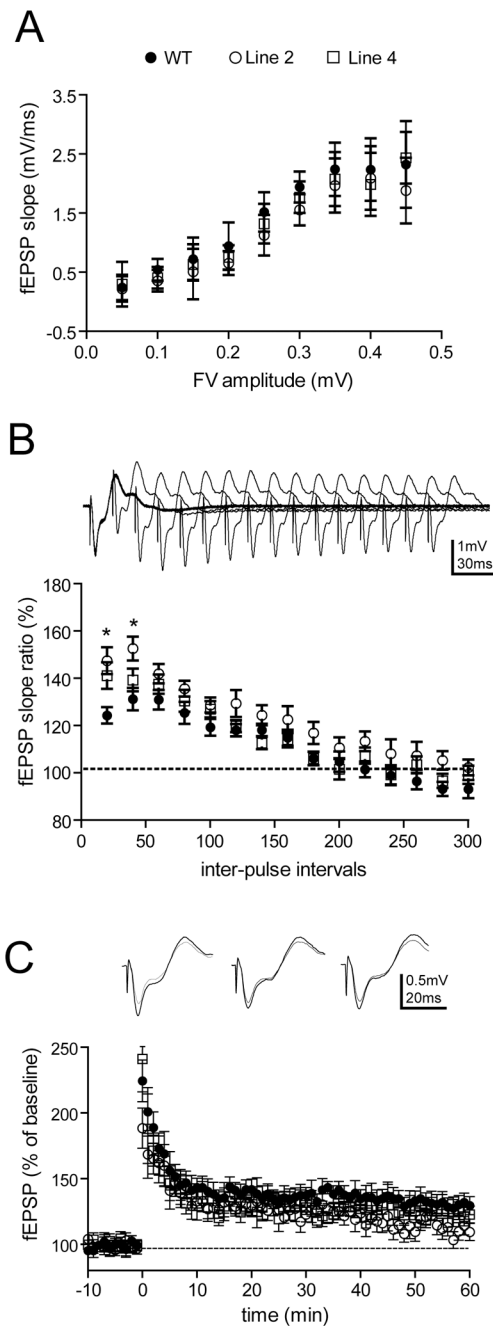 A
WT Line 2 Line 4
fEPSP slope (mV/ms)
3.5
2.5
1.5
0.5
-0.5
0.0 0.1 0.2 0.3 0.4 0.5
FV amplitude (mV)
B
1mV
30ms
fEPSP slope ratio (%)
180
160
140
120
100
80
* *
0 50 100 150 200 250 300
inter-pulse intervals
C
0.5mV
20ms
fEPSP (% of baseline)
250
200
150
100
-10 0 10 20 30 40 50 60
time (min)